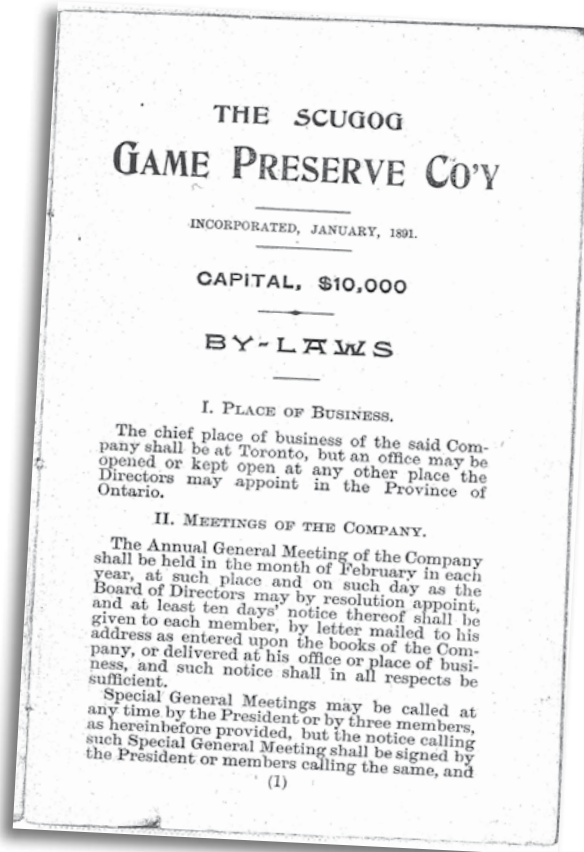 THE SCUGOG
GAME PRESERVE CO'Y
INCORPORATED, JANUARY, 1891.
CAPITAL, $10,000
BY-LAWS
I. PLACE OF BUSINESS.
The chief place of business of the said Com-
pany shall be at Toronto, but an office may be
opened or kept open at any other place the
Directors may appoint in the Province of
Ontario.
II. MEETINGS OF THE COMPANY.
The Annual General Meeting of the Company
shall be held in the month of February in each
year, at such place and on such day as the
Board of Directors may by resolution appoint,
and at least ten days' notice thereof shall be
given to each member, by letter mailed to his
address as entered upon the books of the Com-
pany, or delivered at his office or place of busi-
ness, and such notice shall in all respects be
sufficient.
Special General Meetings may be called at
any time by the President or by three members,
as hereinbefore provided, but the notice calling
such Special General Meeting shall be signed by
the President or members calling the same, and
(1)